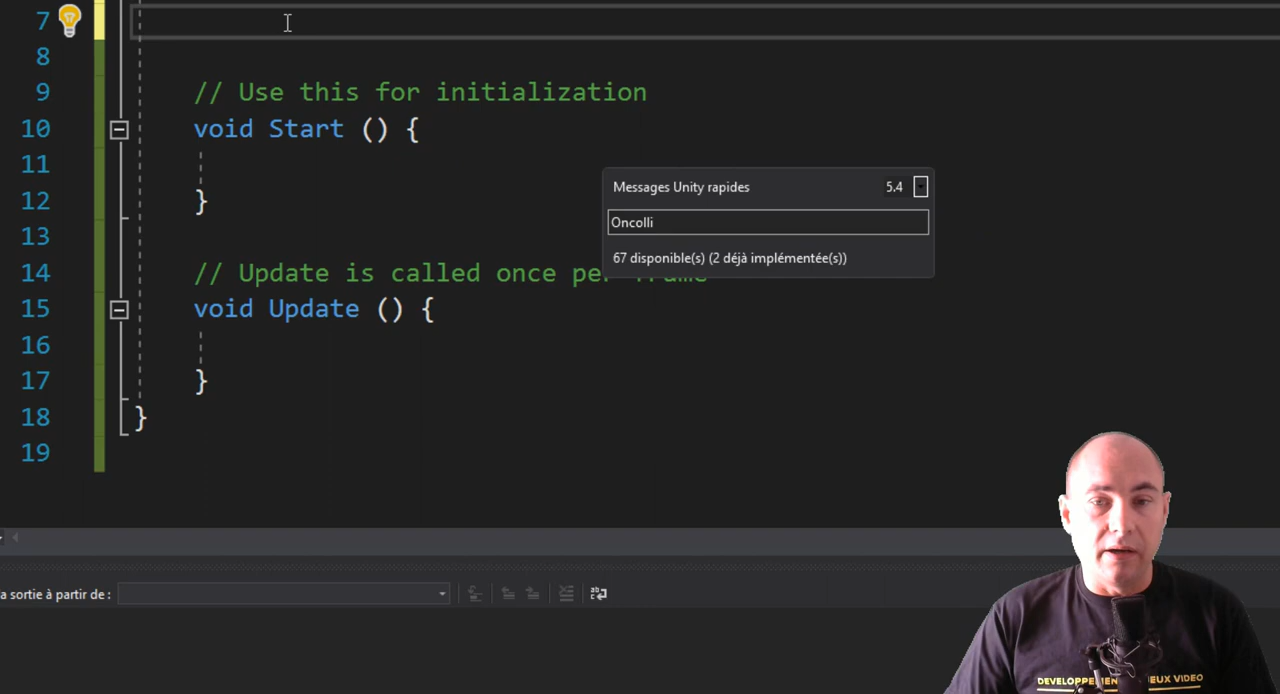 7
8
9 // Use this for initialization
10 void Start () {
11
12 }
13
14 // Update is called once per frame
15 void Update () {
16
17 }
18 }
19
Messages Unity rapides 5.4
Oncolli
67 disponible(s) (2 déjà implémentée(s))
a sortie à partir de :